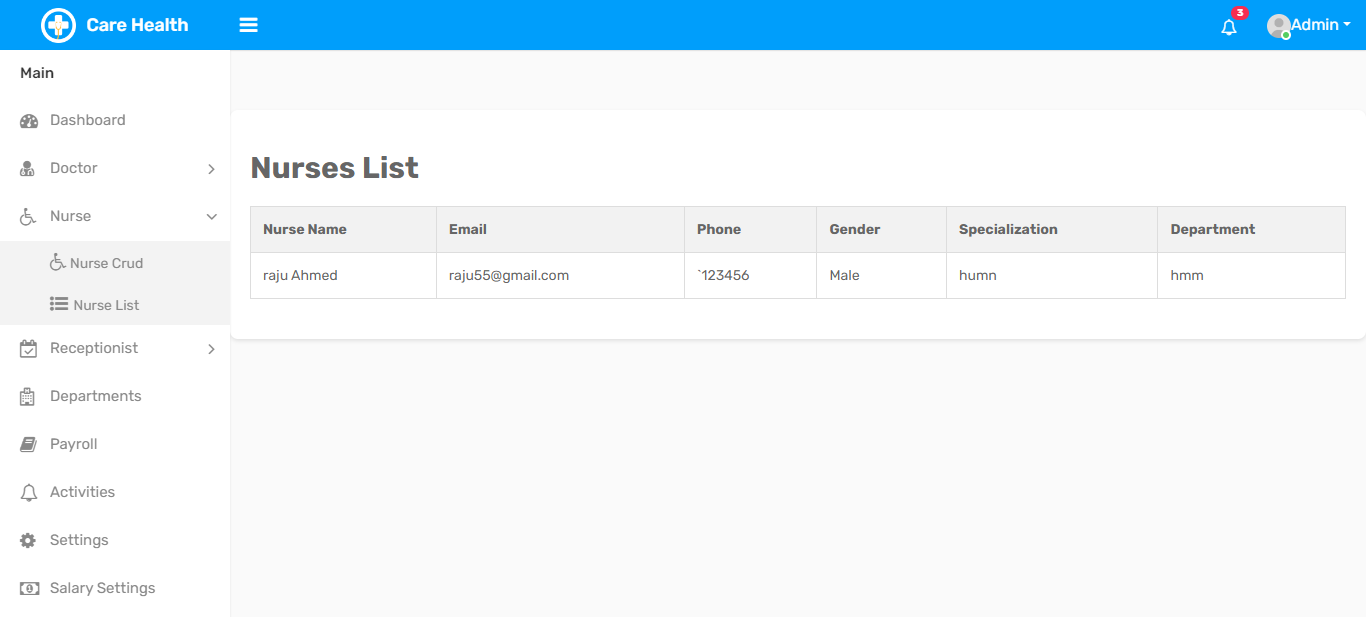 Care Health
3
Admin
Main
Dashboard
Doctor
Nurse
Nurse Crud
Nurse List
Receptionist
Departments
Payroll
Activities
Settings
Salary Settings
Nurses List
Nurse Name Email Phone Gender Specialization Department
raju Ahmed raju55@gmail.com `123456 Male humn hmm